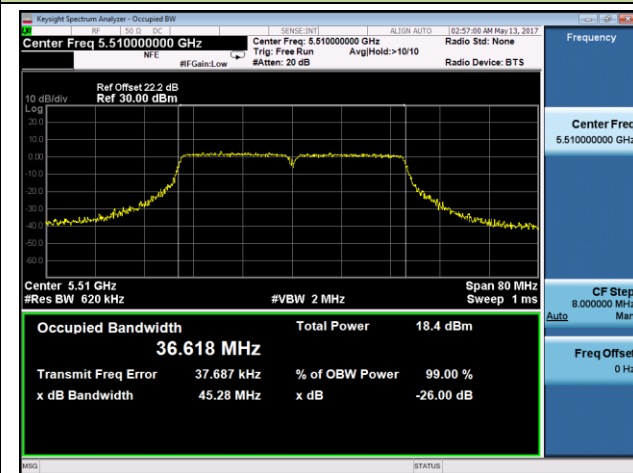 Keysight Spectrum Analyzer - Occupied BW
RF 50 Ω DC SENSE:INT ALIGN AUTO 02:57:00 AM May 13, 2017
Center Freq 5.510000000 GHz Center Freq: 5.510000000 GHz Radio Std: None
NFE Trig: Free Run Avg|Hold:>10/10
#IFGain:Low #Atten: 20 dB Radio Device: BTS
Ref Offset 22.2 dB
10 dB/div Ref 30.00 dBm
Log
20.0
10.0
0.00
-10.0
-20.0
-30.0
-40.0
-50.0
-60.0
Center 5.51 GHz Span 80 MHz
#Res BW 620 kHz #VBW 2 MHz Sweep 1 ms
Occupied Bandwidth Total Power 18.4 dBm
36.618 MHz
Transmit Freq Error 37.687 kHz % of OBW Power 99.00 %
x dB Bandwidth 45.28 MHz x dB -26.00 dB
MSG STATUS
Frequency
Center Freq
5.510000000 GHz
CF Step
8.000000 MHz
Auto Man
Freq Offset
0 Hz